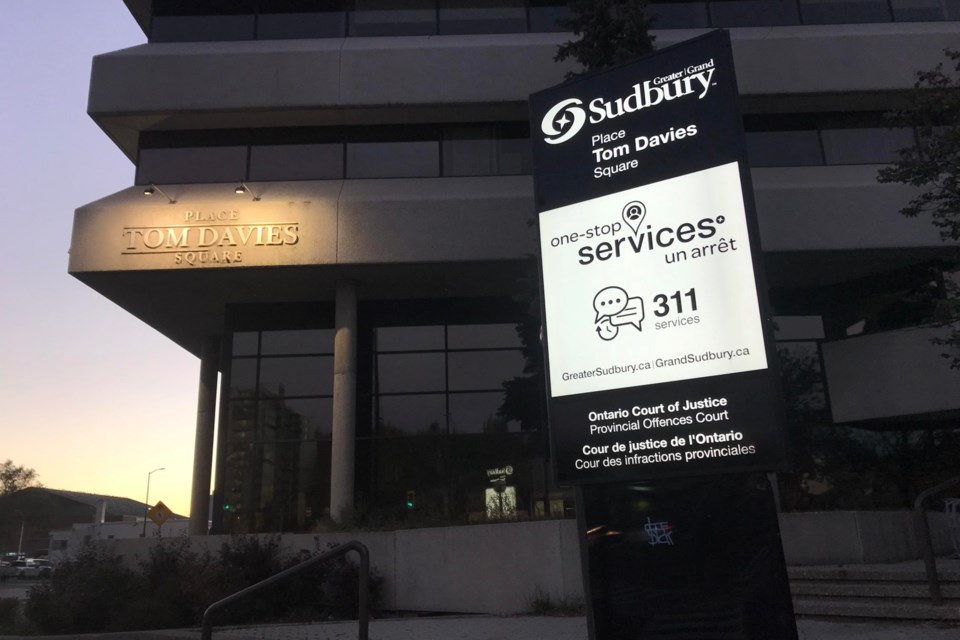 PLACE
TOM DAVIES
SQUARE
Greater | Grand
Sudbury
Place
Tom Davies
Square
one-stop
services+
un arrêt
311
services
GreaterSudbury.ca | GrandSudbury.ca
Ontario Court of Justice
Provincial Offences Court
Cour de justice de l'Ontario
Cour des infractions provinciales